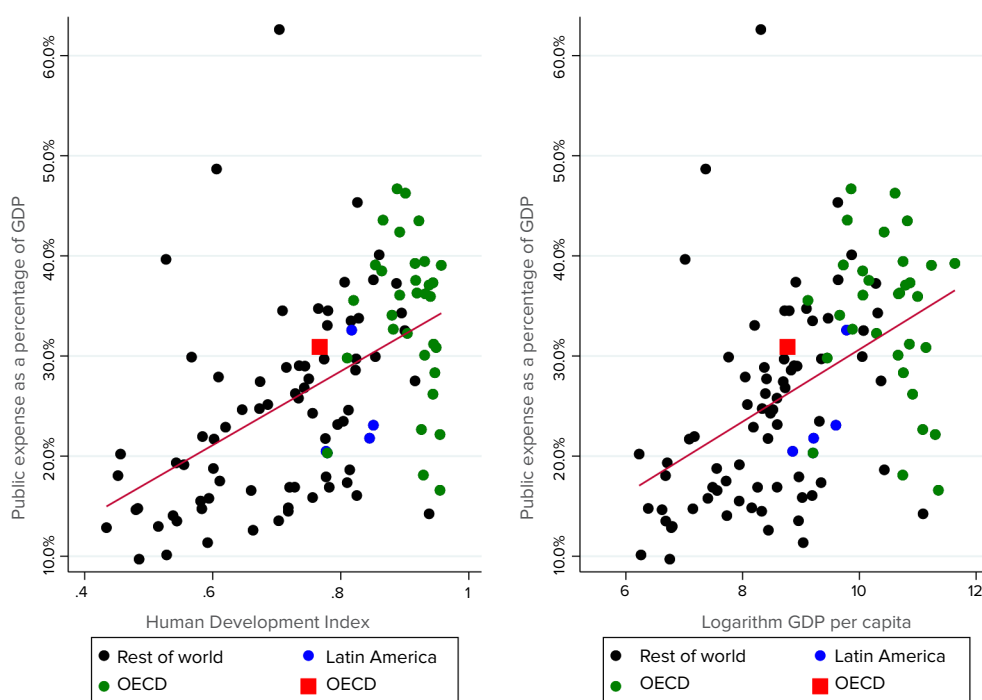 Public expense as a percentage of GDP
60.0%
50.0%
40.0%
30.0%
20.0%
10.0%
.4 .6 .8 1
Human Development Index
Rest of world Latin America
OECD OECD
Public expense as a percentage of GDP
60.0%
50.0%
40.0%
30.0%
20.0%
10.0%
6 8 10 12
Logarithm GDP per capita
Rest of world Latin America
OECD OECD